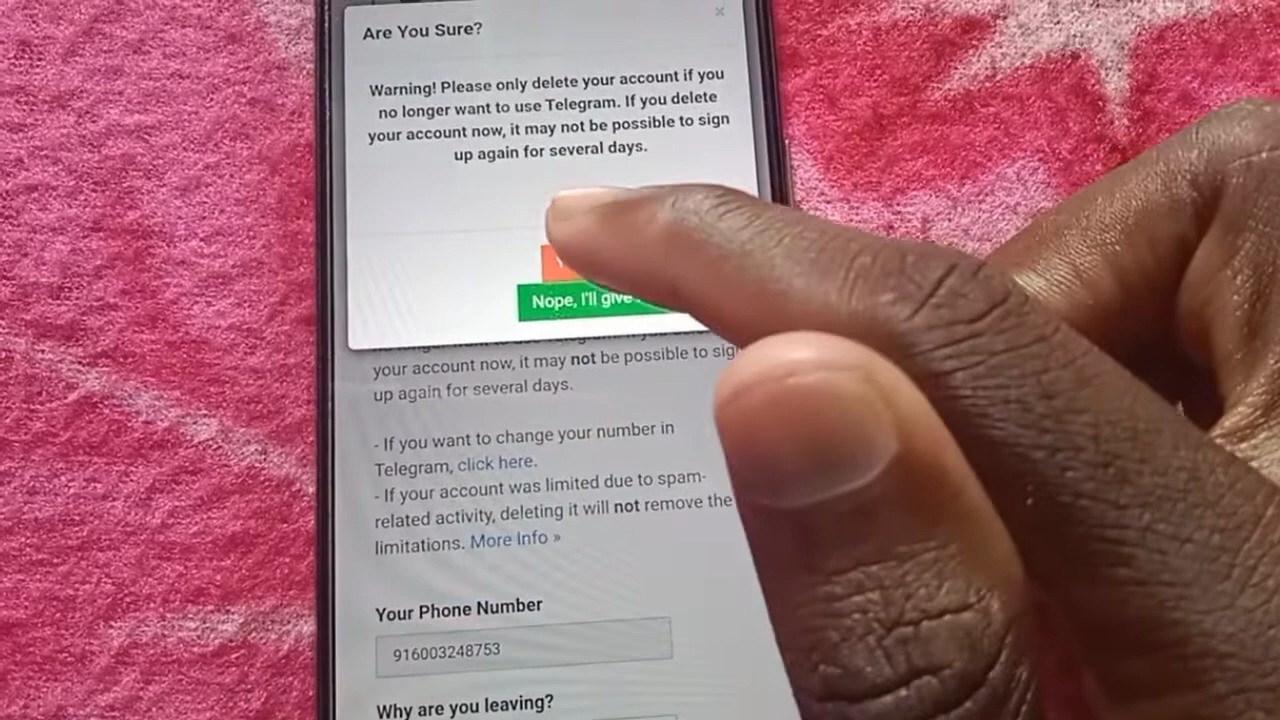 Are You Sure?
×
Warning! Please only delete your account if you
no longer want to use Telegram. If you delete
your account now, it may not be possible to sign
up again for several days.
Nope, I'll give
your account now, it may not be possible to sign
up again for several days.
- If you want to change your number in
Telegram, click here.
- If your account was limited due to spam-
related activity, deleting it will not remove the
limitations. More Info »
Your Phone Number
916003248753
Why are you leaving?